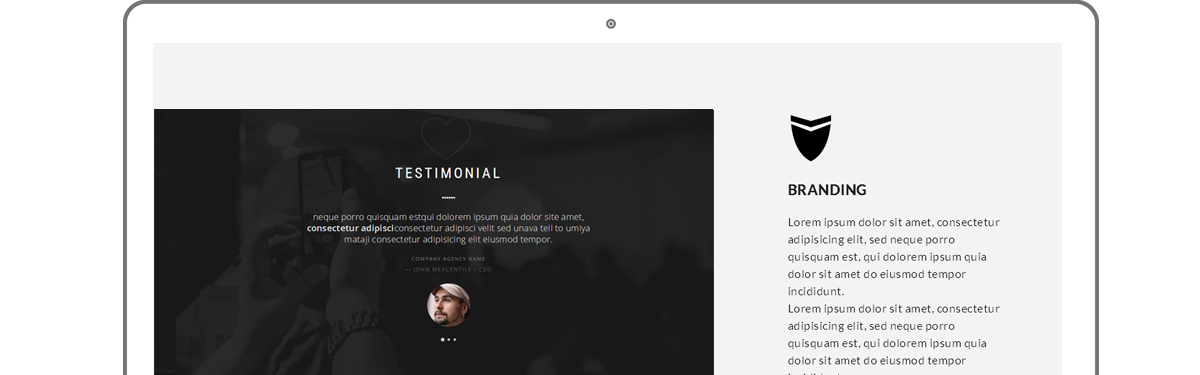 TESTIMONIAL
neque porro quisquam estqui dolorem ipsum quia dolor site amet,
consectetur adipisciconsectetur adipisci velit sed unava tell to umiya
mataji consectetur adipisicing elit eiusmod tempor.
COMPANY AGENCY NAME
— JOHN MERCENTILE - CEO
BRANDING
Lorem ipsum dolor sit amet, consectetur
adipisicing elit, sed neque porro
quisquam est, qui dolorem ipsum quia
dolor sit amet do eiusmod tempor
incididunt.
Lorem ipsum dolor sit amet, consectetur
adipisicing elit, sed neque porro
quisquam est, qui dolorem ipsum quia
dolor sit amet do eiusmod tempor